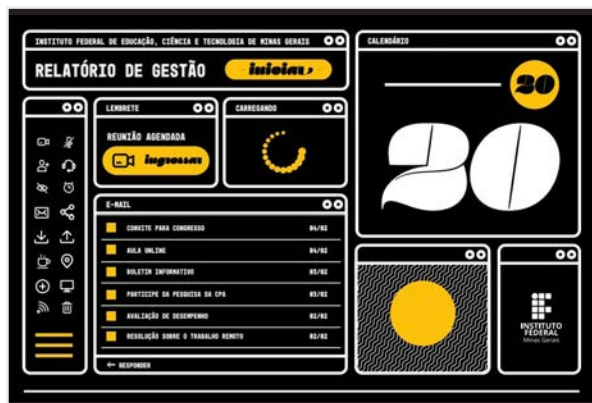 INSTITUTO FEDERAL DE EDUCAÇÃO, CIÊNCIA E TECNOLOGIA DE MINAS GERAIS
RELATÓRIO DE GESTÃO
iniciar
CALENDÁRIO
20
20
LEMBRETE
REUNIÃO AGENDADA
ingressar
CARREGANDO
E-MAIL
CONVITE PARA CONGRESSO 04/02
AULA ONLINE 04/02
BOLETIM INFORMATIVO 03/02
PARTICIPE DA PESQUISA DA CPA 03/02
AVALIAÇÃO DE DESEMPENHO 02/02
RESOLUÇÃO SOBRE O TRABALHO REMOTO 02/02
← RESPONDER
INSTITUTO
FEDERAL
Minas Gerais